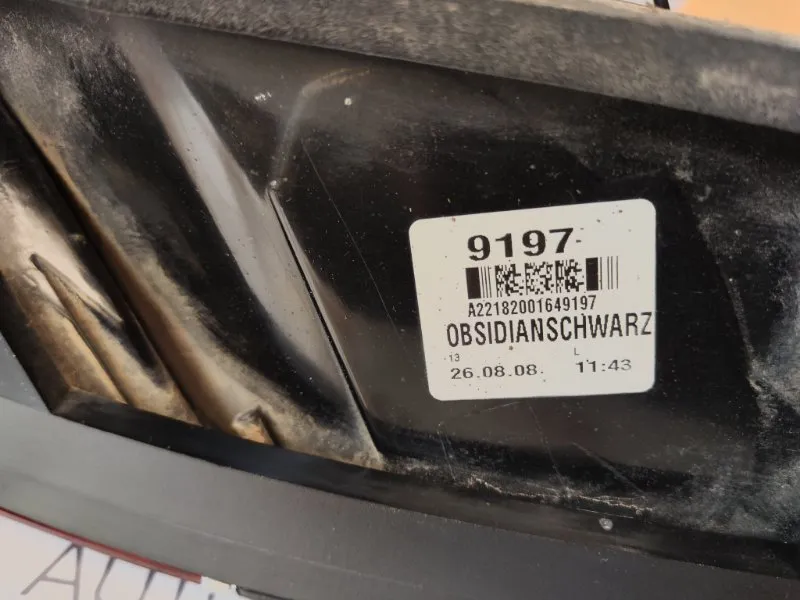 9197
A22182001649197
OBSIDIANSCHWARZ
13 L
26.08.08. 11:43